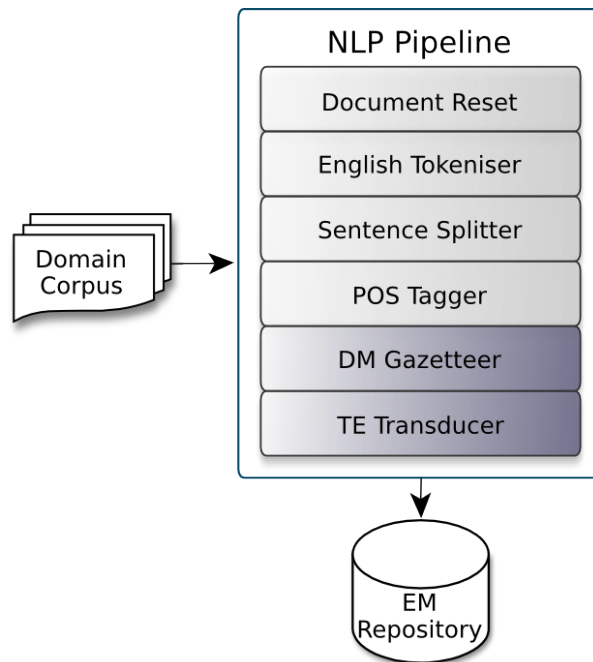 NLP Pipeline
Document Reset
English Tokeniser
Sentence Splitter
POS Tagger
DM Gazetteer
TE Transducer
Domain
Corpus
EM
Repository